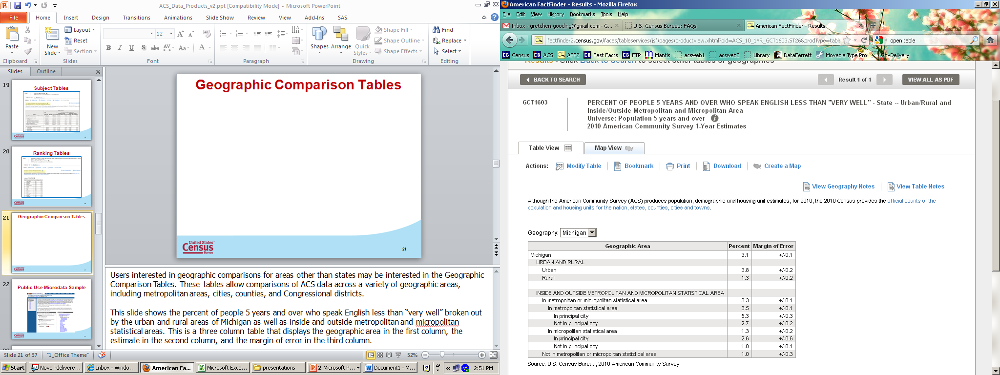 ACS_Data_Products_v2.ppt [Compatibility Mode] - Microsoft PowerPoint
File Home Insert Design Transitions Animations Slide Show Review View Add-Ins SAS
Paste
New Slide
Layout
Reset
Section
12
B I U S abc AV Aa A
Shapes Arrange Quick Styles
Shape Fill
Shape Outline
Shape Effects
Find
Replace
Select
Clipboard Slides Font Paragraph Drawing Editing
Slides Outline
19
Subject Tables
20
Ranking Tables
21
Geographic Comparison Tables
22
Public Use Microdata Sample
Geographic Comparison Tables
United States
Census
Bureau
21
Users interested in geographic comparisons for areas other than states may be interested in the Geographic
Comparison Tables. These tables allow comparisons of ACS data across a variety of geographic areas,
including metropolitan areas, cities, counties, and Congressional districts.
This slide shows the percent of people 5 years and over who speak English less than “very well” broken out
by the urban and rural areas of Michigan as well as inside and outside metropolitan and micropolitan
statistical areas. This is a three column table that displays the geographic area in the first column, the
estimate in the second column, and the margin of error in the third column.
Slide 21 of 37 "1_Office Theme" 52%
Start Novell-delivere... Inbox - Windo... American Fa... Microsoft Exce... presentations 2 Microsoft P... Document1 - M... 2:51 PM
American FactFinder - Results - Mozilla Firefox
File Edit View History Bookmarks Tools Help
Inbox - gretchen.gooding@gmail.com - G... U.S. Census Bureau: FAQs American FactFinder - Results
factfinder2.census.gov/faces/tableservices/jsf/pages/productview.xhtml?pid=ACS_10_1YR_GCT1603.ST26&prodType=table open table
Census ACS AFF2 Fast Facts FTP Mantis acsweb1 acsweb2 Library DataFerrett Movable Type Pro GovDelivery
Results - Click Back to Search to select other tables or geographies
BACK TO SEARCH Result 1 of 1 VIEW ALL AS PDF
GCT1603 PERCENT OF PEOPLE 5 YEARS AND OVER WHO SPEAK ENGLISH LESS THAN "VERY WELL" - State -- Urban/Rural and
Inside/Outside Metropolitan and Micropolitan Area
Universe: Population 5 years and over
2010 American Community Survey 1-Year Estimates
Table View Map View
Actions: Modify Table Bookmark Print Download Create a Map
View Geography Notes View Table Notes
Although the American Community Survey (ACS) produces population, demographic and housing unit estimates, for 2010, the 2010 Census provides the official counts of the
population and housing units for the nation, states, counties, cities and towns.
Geography: Michigan
Geographic Area Percent Margin of Error
Michigan 3.1 +/-0.1
URBAN AND RURAL
Urban 3.8 +/-0.2
Rural 1.3 +/-0.2
INSIDE AND OUTSIDE METROPOLITAN AND MICROPOLITAN STATISTICAL AREA
In metropolitan or micropolitan statistical area 3.3 +/-0.1
In metropolitan statistical area 3.5 +/-0.1
In principal city 5.3 +/-0.3
Not in principal city 2.7 +/-0.2
In micropolitan statistical area 1.3 +/-0.2
In principal city 2.6 +/-0.6
Not in principal city 1.0 +/-0.1
Not in metropolitan or micropolitan statistical area 1.0 +/-0.3
Source: U.S. Census Bureau, 2010 American Community Survey